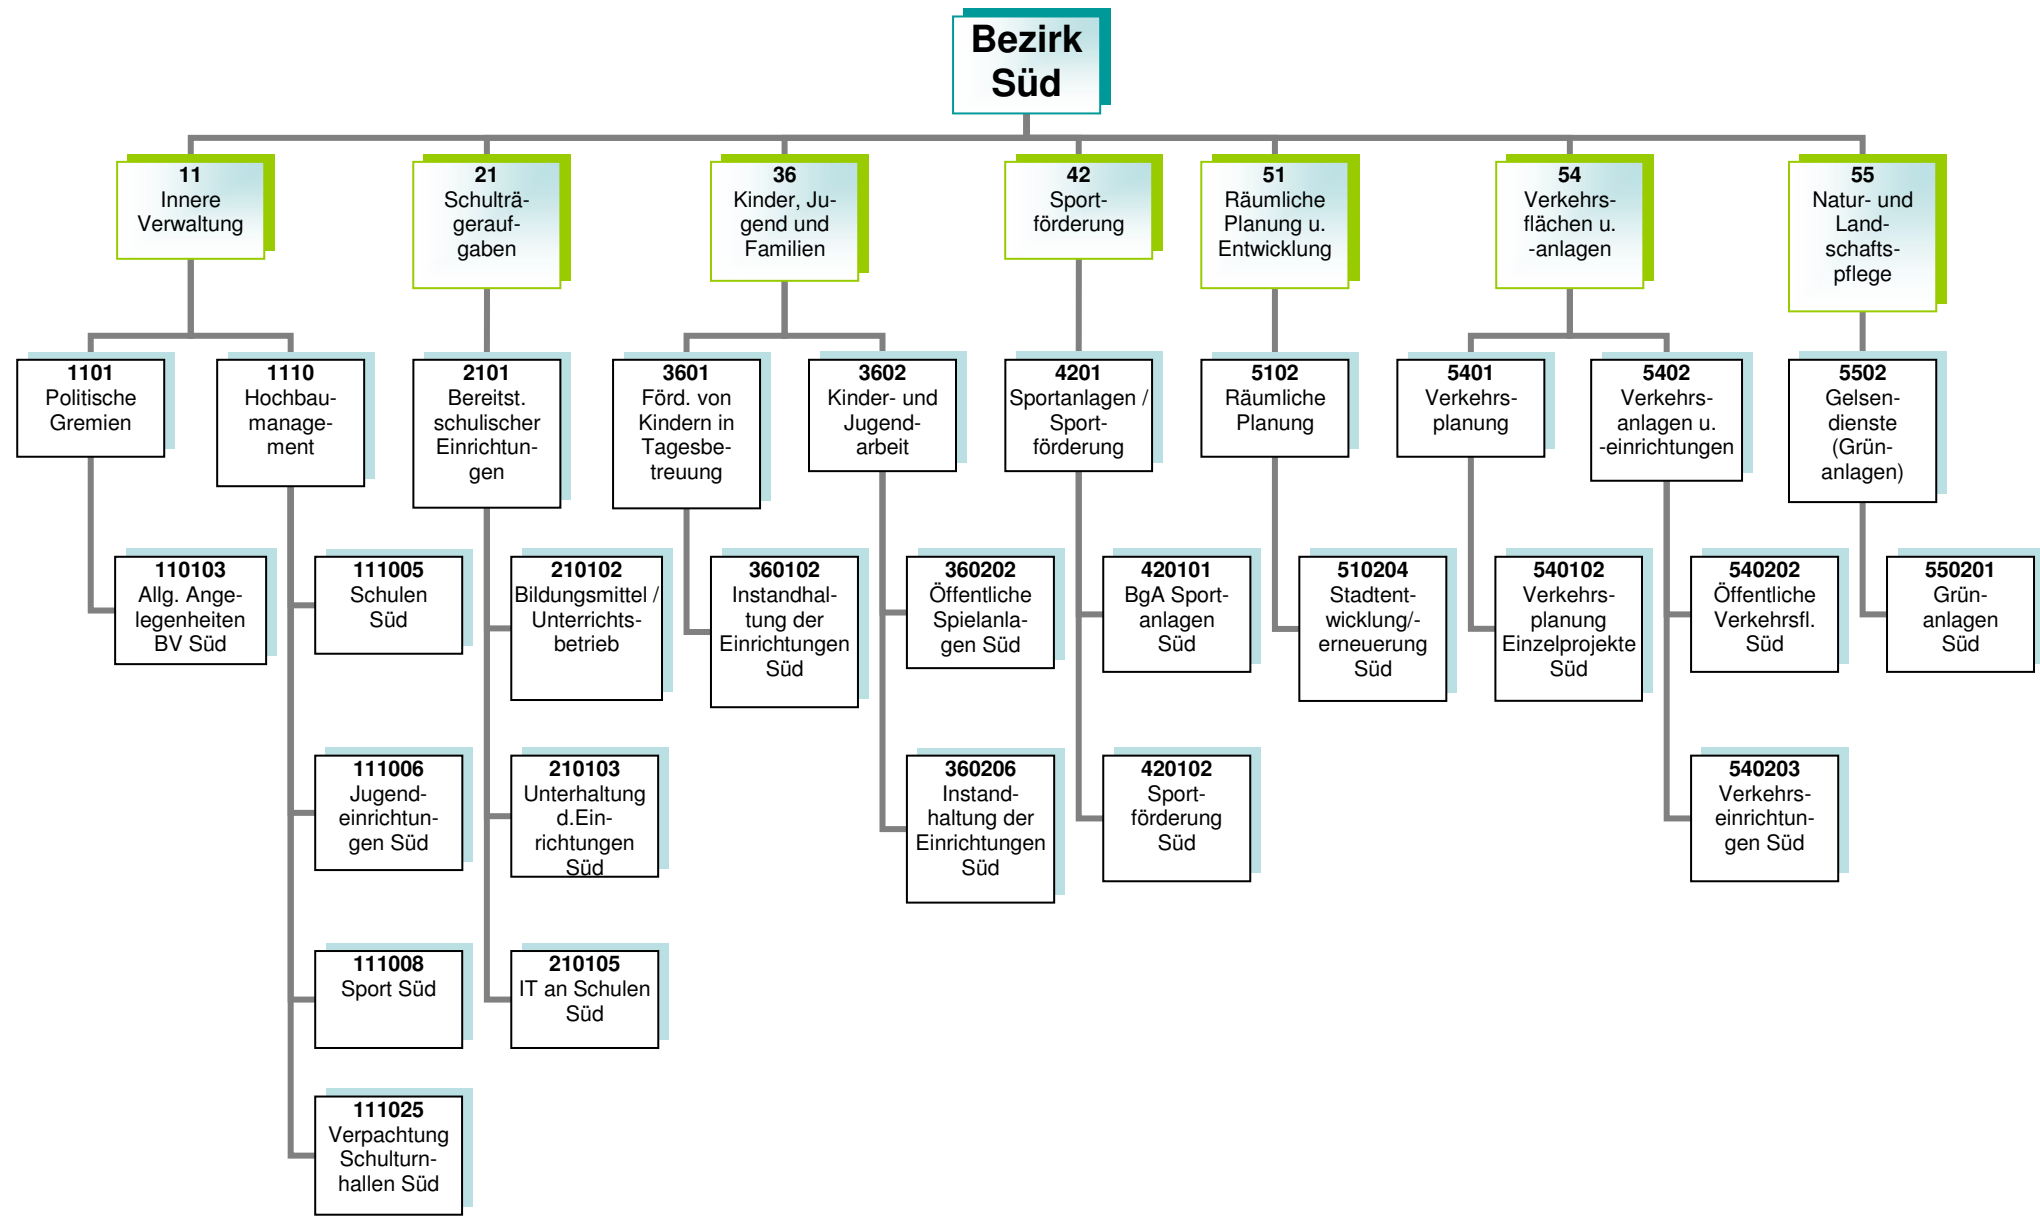 Bezirk
Süd
11
Innere
Verwaltung
21
Schulträ-
gerauf-
gaben
36
Kinder, Ju-
gend und
Familien
42
Sport-
förderung
51
Räumliche
Planung u.
Entwicklung
54
Verkehrs-
flächen u.
-anlagen
55
Natur- und
Land-
schafts-
pflege
1101
Politische
Gremien
1110
Hochbau-
manage-
ment
2101
Bereitst.
schulischer
Einrichtun-
gen
3601
Förd. von
Kindern in
Tagesbe-
treuung
3602
Kinder- und
Jugend-
arbeit
4201
Sportanlagen /
Sport-
förderung
5102
Räumliche
Planung
5401
Verkehrs-
planung
5402
Verkehrs-
anlagen u.
-einrichtungen
5502
Gelsen-
dienste
(Grün-
anlagen)
110103
Allg. Ange-
legenheiten
BV Süd
111005
Schulen
Süd
210102
Bildungsmittel /
Unterrichts-
betrieb
360102
Instandhal-
tung der
Einrichtungen
Süd
360202
Öffentliche
Spielanla-
gen Süd
420101
BgA Sport-
anlagen
Süd
510204
Stadtent-
wicklung/-
erneuerung
Süd
540102
Verkehrs-
planung
Einzelprojekte
Süd
540202
Öffentliche
Verkehrsfl.
Süd
550201
Grün-
anlagen
Süd
111006
Jugend-
einrichtun-
gen Süd
210103
Unterhaltung
d.Ein-
richtungen
Süd
360206
Instand-
haltung der
Einrichtungen
Süd
420102
Sport-
förderung
Süd
540203
Verkehrs-
einrichtun-
gen Süd
111008
Sport Süd
210105
IT an Schulen
Süd
111025
Verpachtung
Schulturn-
hallen Süd